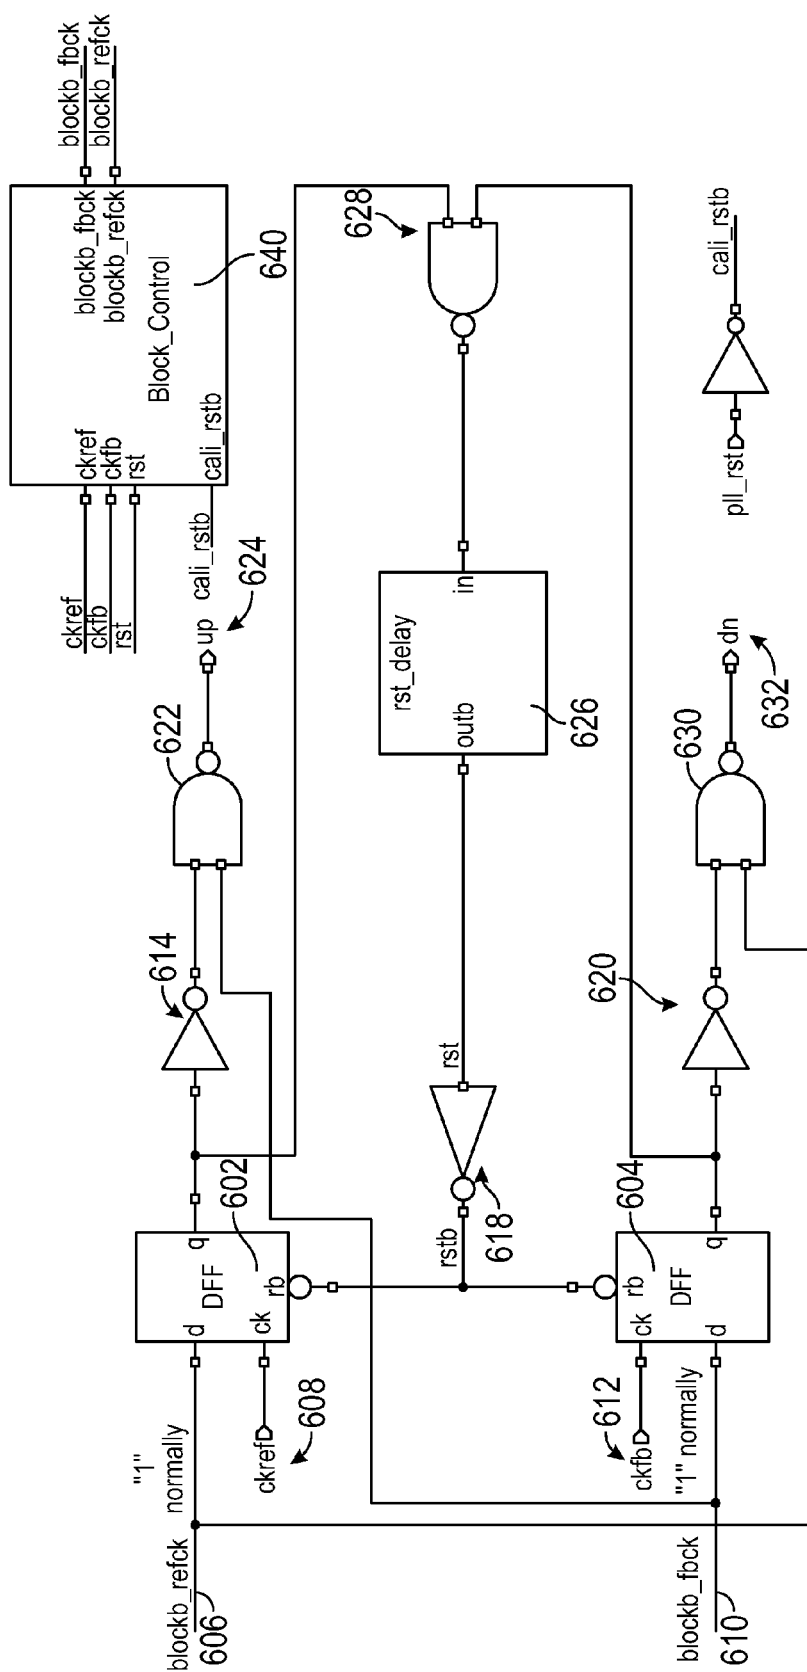 blockb_refck
606
"1"
normally
ckref
608
d
ck
DFF
q
rb
602
614
622
up
624
ckref
ckfb
rst
cali_rstb
ckref
ckfb
rst
cali_rstb
Block_Control
640
blockb_fbck
blockb_refck
blockb_fbck
blockb_refck
rstb
618
rst
outb
rst_delay
in
626
628
blockb_fbck
610
"1" normally
ckfb
612
ck
rb
d
DFF
q
604
620
630
dn
632
pll_rst
cali_rstb